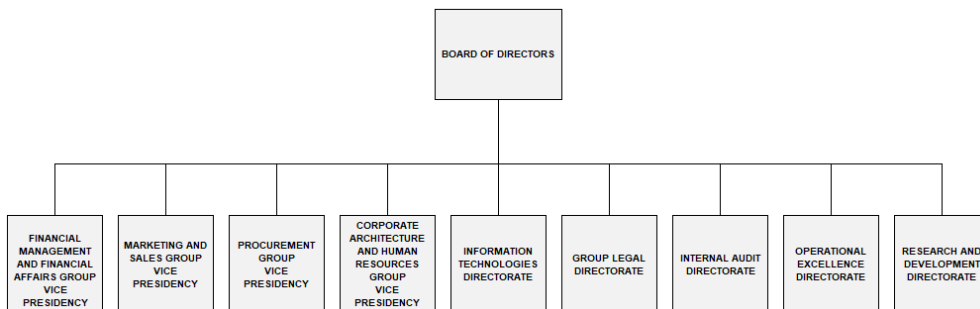 BOARD OF DIRECTORS
FINANCIAL
MANAGEMENT
AND FINANCIAL
AFFAIRS GROUP
VICE
PRESIDENCY
MARKETING AND
SALES GROUP
VICE
PRESIDENCY
PROCUREMENT
GROUP
VICE
PRESIDENCY
CORPORATE
ARCHITECTURE
AND HUMAN
RESOURCES
GROUP
VICE
PRESIDENCY
INFORMATION
TECHNOLOGIES
DIRECTORATE
GROUP LEGAL
DIRECTORATE
INTERNAL AUDIT
DIRECTORATE
OPERATIONAL
EXCELLENCE
DIRECTORATE
RESEARCH AND
DEVELOPMENT
DIRECTORATE